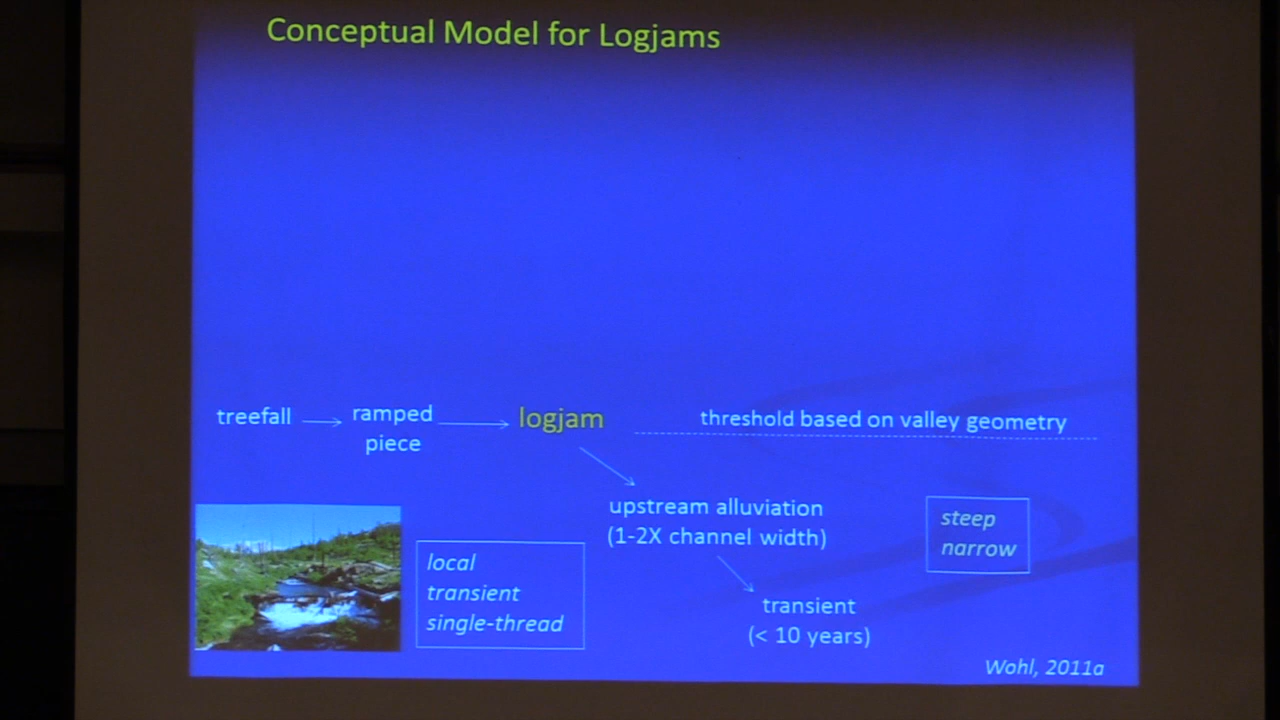 Conceptual Model for Logjams
treefall
ramped
piece
logjam
threshold based on valley geometry
upstream alluviation
(1-2X channel width)
steep
narrow
local
transient
single-thread
transient
(< 10 years)
Wohl, 2011a